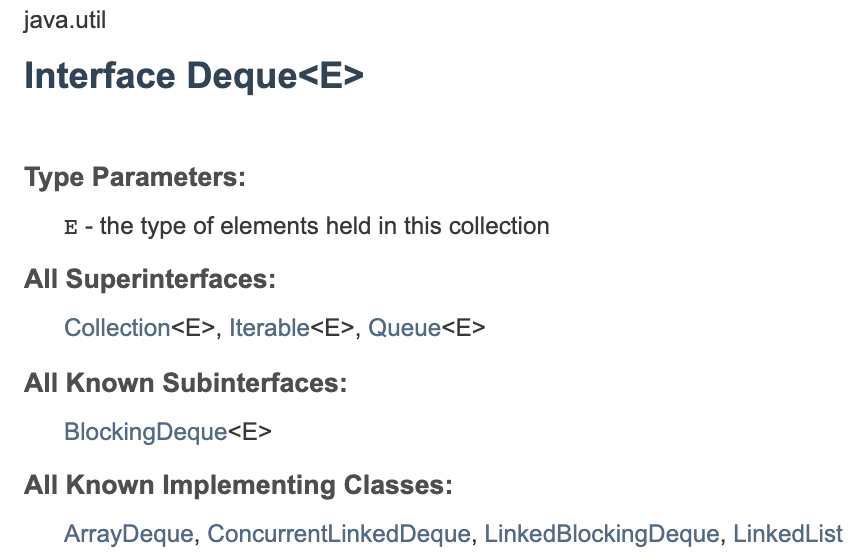 java.util
Interface Deque<E>
Type Parameters:
E - the type of elements held in this collection
All Superinterfaces:
Collection<E>, Iterable<E>, Queue<E>
All Known Subinterfaces:
BlockingDeque<E>
All Known Implementing Classes:
ArrayDeque, ConcurrentLinkedDeque, LinkedBlockingDeque, LinkedList